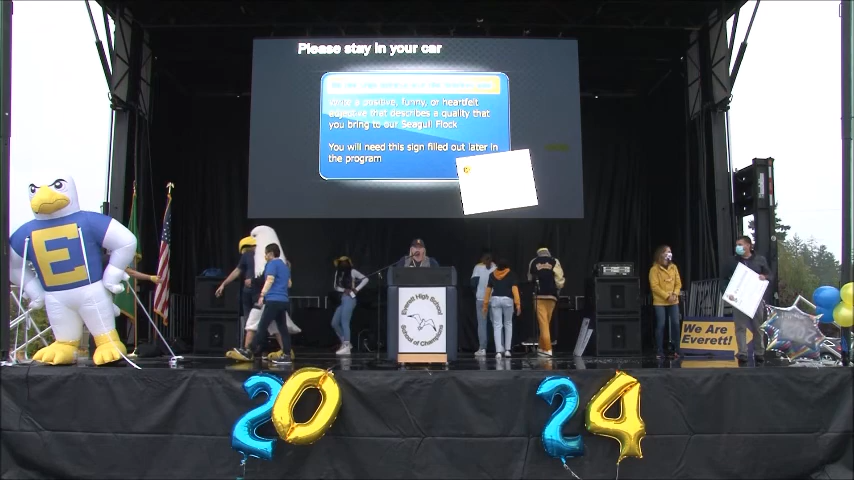 Please stay in your car
Write a positive, funny, or heartfelt
adjective that describes a quality that
you bring to our Seagull Flock
You will need this sign filled out later in
the program
E
Everett High School
School of Champions
We Are
Everett!
20 24